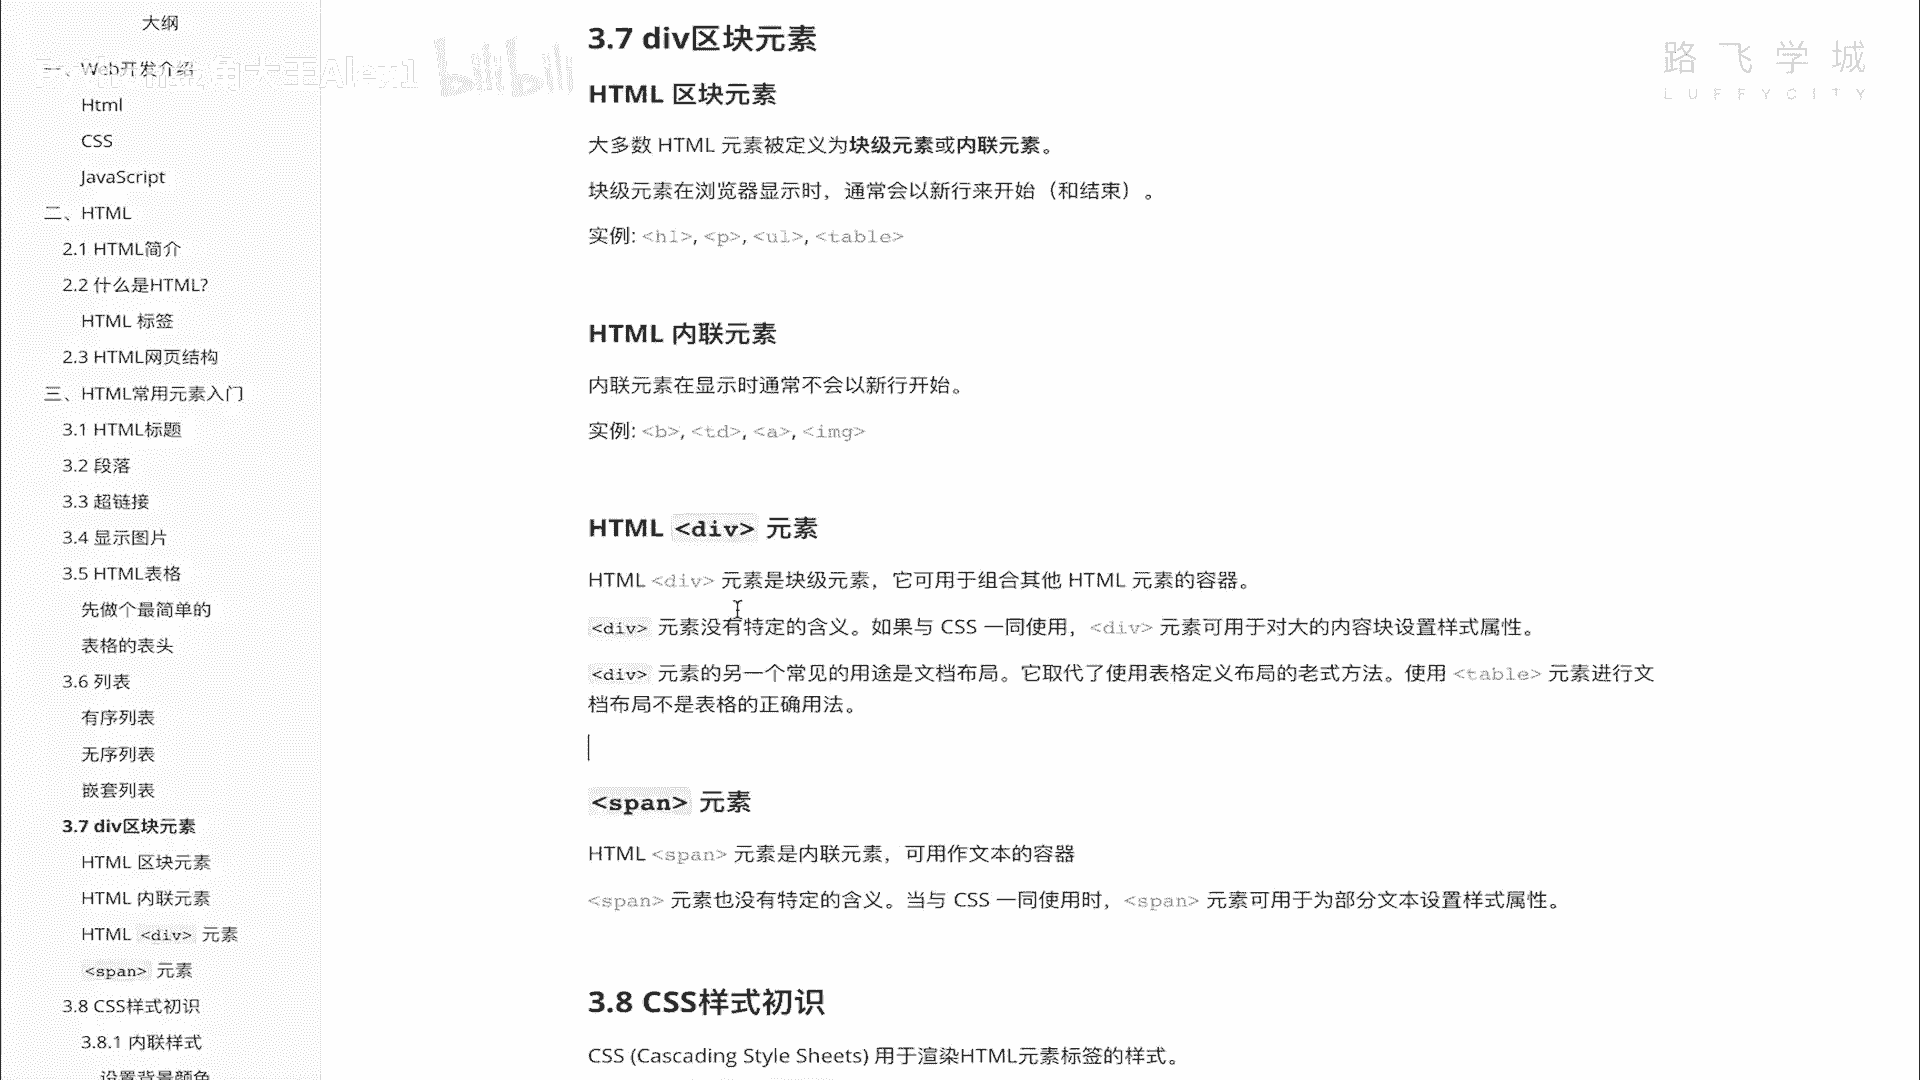 大纲
一、Web开发介绍
Html
CSS
JavaScript
二、HTML
2.1 HTML简介
2.2 什么是HTML?
HTML 标签
2.3 HTML网页结构
三、HTML常用元素入门
3.1 HTML标题
3.2 段落
3.3 超链接
3.4 显示图片
3.5 HTML表格
先做个最简单的
表格的表头
3.6 列表
有序列表
无序列表
嵌套列表
3.7 div区块元素
HTML 区块元素
HTML 内联元素
HTML <div> 元素
<span> 元素
3.8 CSS样式初识
3.8.1 内联样式
设置背景颜色
bilibili
路飞学城
LUFFYCITY
3.7 div区块元素
HTML 区块元素
大多数 HTML 元素被定义为块级元素或内联元素。
块级元素在浏览器显示时，通常会以新行来开始（和结束）。
实例: <h1>, <p>, <ul>, <table>
HTML 内联元素
内联元素在显示时通常不会以新行开始。
实例: <b>, <td>, <a>, <img>
HTML <div> 元素
HTML <div> 元素是块级元素，它可用于组合其他 HTML 元素的容器。
<div> 元素没有特定的含义。如果与 CSS 一同使用，<div> 元素可用于对大的内容块设置样式属性。
<div> 元素的另一个常见的用途是文档布局。它取代了使用表格定义布局的老式方法。使用 <table> 元素进行文
档布局不是表格的正确用法。
<span> 元素
HTML <span> 元素是内联元素，可用作文本的容器
<span> 元素也没有特定的含义。当与 CSS 一同使用时，<span> 元素可用于为部分文本设置样式属性。
3.8 CSS样式初识
CSS (Cascading Style Sheets) 用于渲染HTML元素标签的样式。